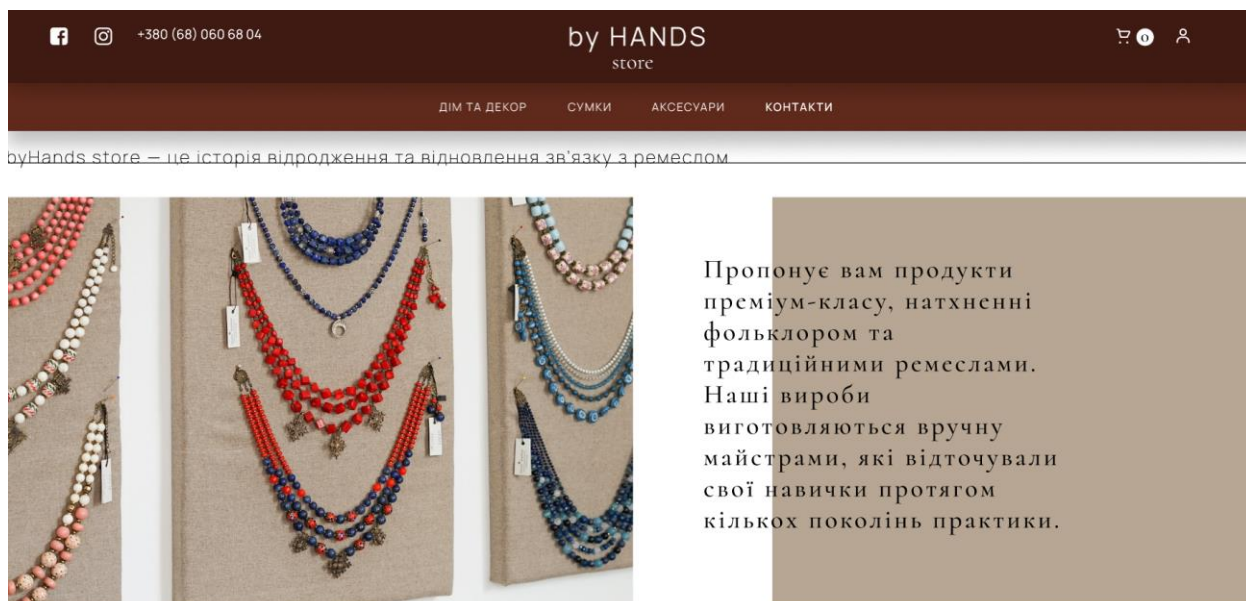 +380 (68) 060 68 04
by HANDS
store
0
ДІМ ТА ДЕКОР СУМКИ АКСЕСУАРИ КОНТАКТИ
byHands store — це історія відродження та відновлення зв'язку з ремеслом
Пропонує вам продукти
преміум-класу, натхненні
фольклором та
традиційними ремеслами.
Наші вироби
виготовляються вручну
майстрами, які відточували
свої навички протягом
кількох поколінь практики.